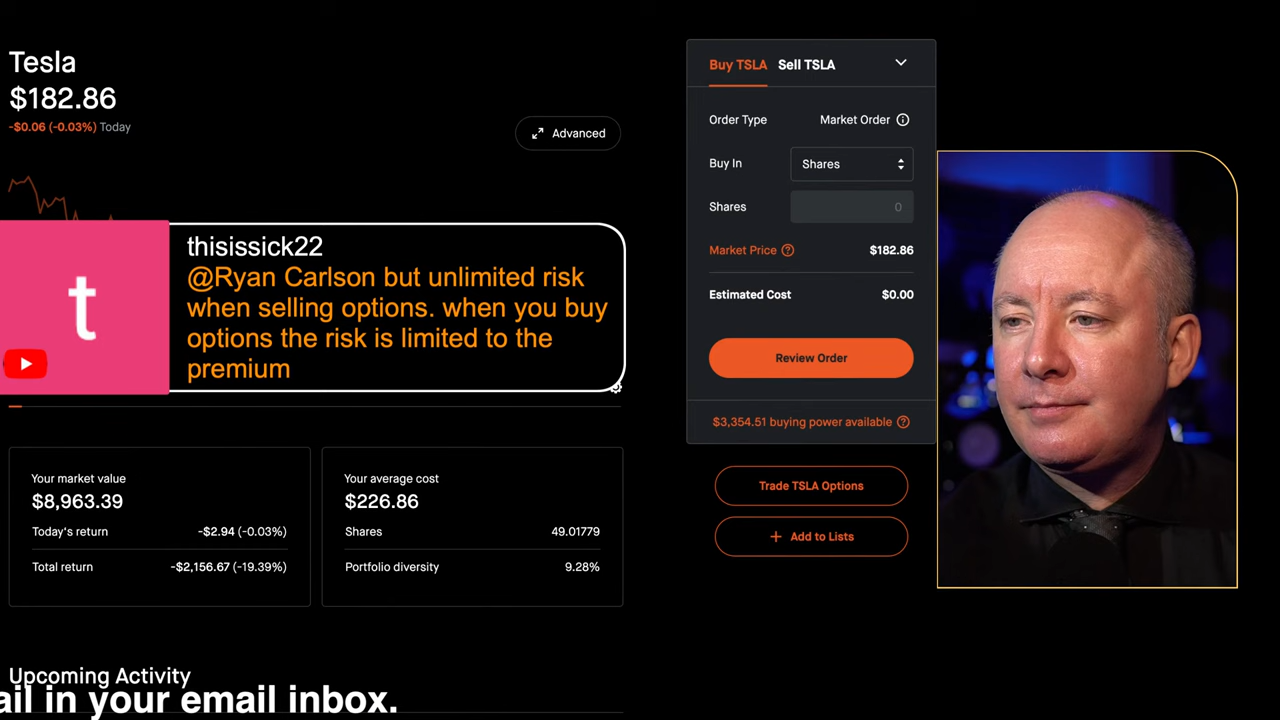 Tesla
$182.86
-$0.06 (-0.03%) Today
Advanced
t
thisissick22
@Ryan Carlson but unlimited risk
when selling options. when you buy
options the risk is limited to the
premium
Your market value
$8,963.39
Today's return -$2.94 (-0.03%)
Total return -$2,156.67 (-19.39%)
Your average cost
$226.86
Shares 49.01779
Portfolio diversity 9.28%
Upcoming Activity
ail in your email inbox.
Buy TSLA Sell TSLA
Order Type Market Order
Buy In Shares
Shares 0
Market Price $182.86
Estimated Cost $0.00
Review Order
$3,354.51 buying power available
Trade TSLA Options
+ Add to Lists